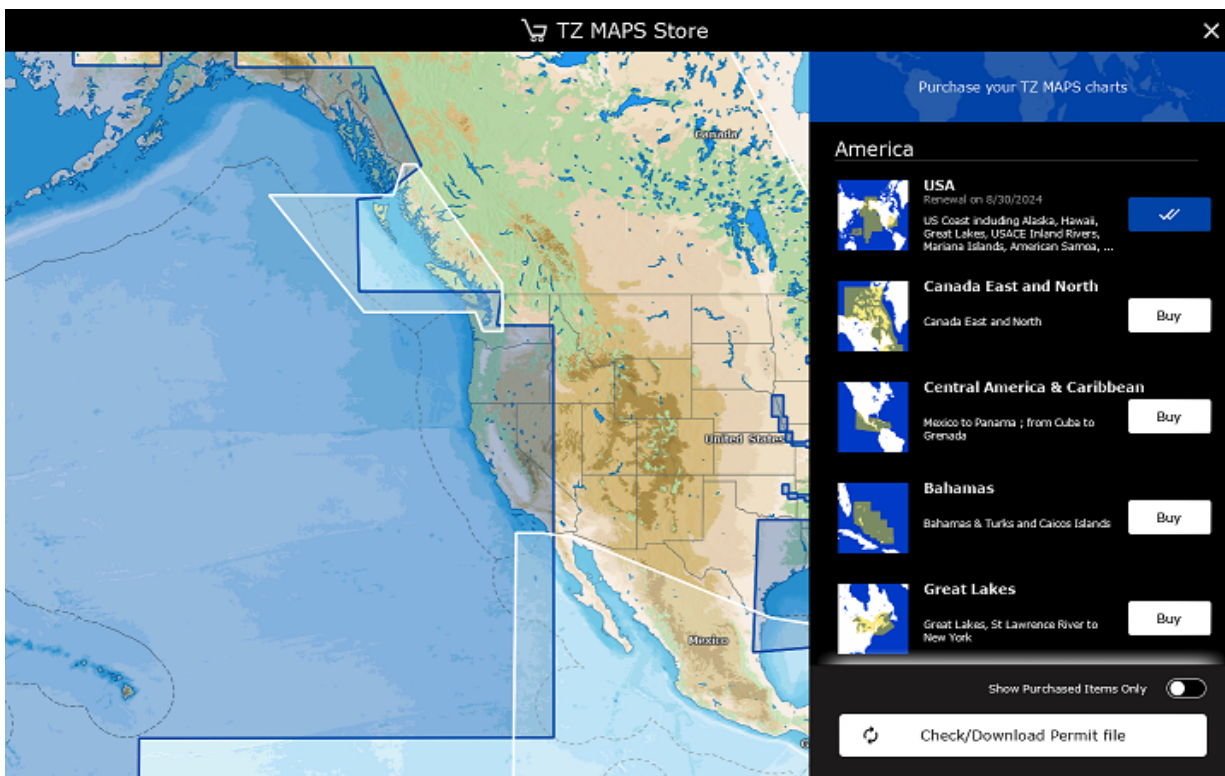 TZ MAPS Store
Purchase your TZ MAPS charts
America
USA
Renewal on 8/30/2024
US Coast including Alaska, Hawaii,
Great Lakes, USACE Inland Rivers,
Mariana Islands, American Samoa, ...
Canada East and North
Canada East and North
Buy
Central America & Caribbean
Mexico to Panama ; from Cuba to
Grenada
Buy
Bahamas
Bahamas & Turks and Caicos Islands
Buy
Great Lakes
Great Lakes, St Lawrence River to
New York
Buy
Show Purchased Items Only
Check/Download Permit file
Canada
United States
Mexico